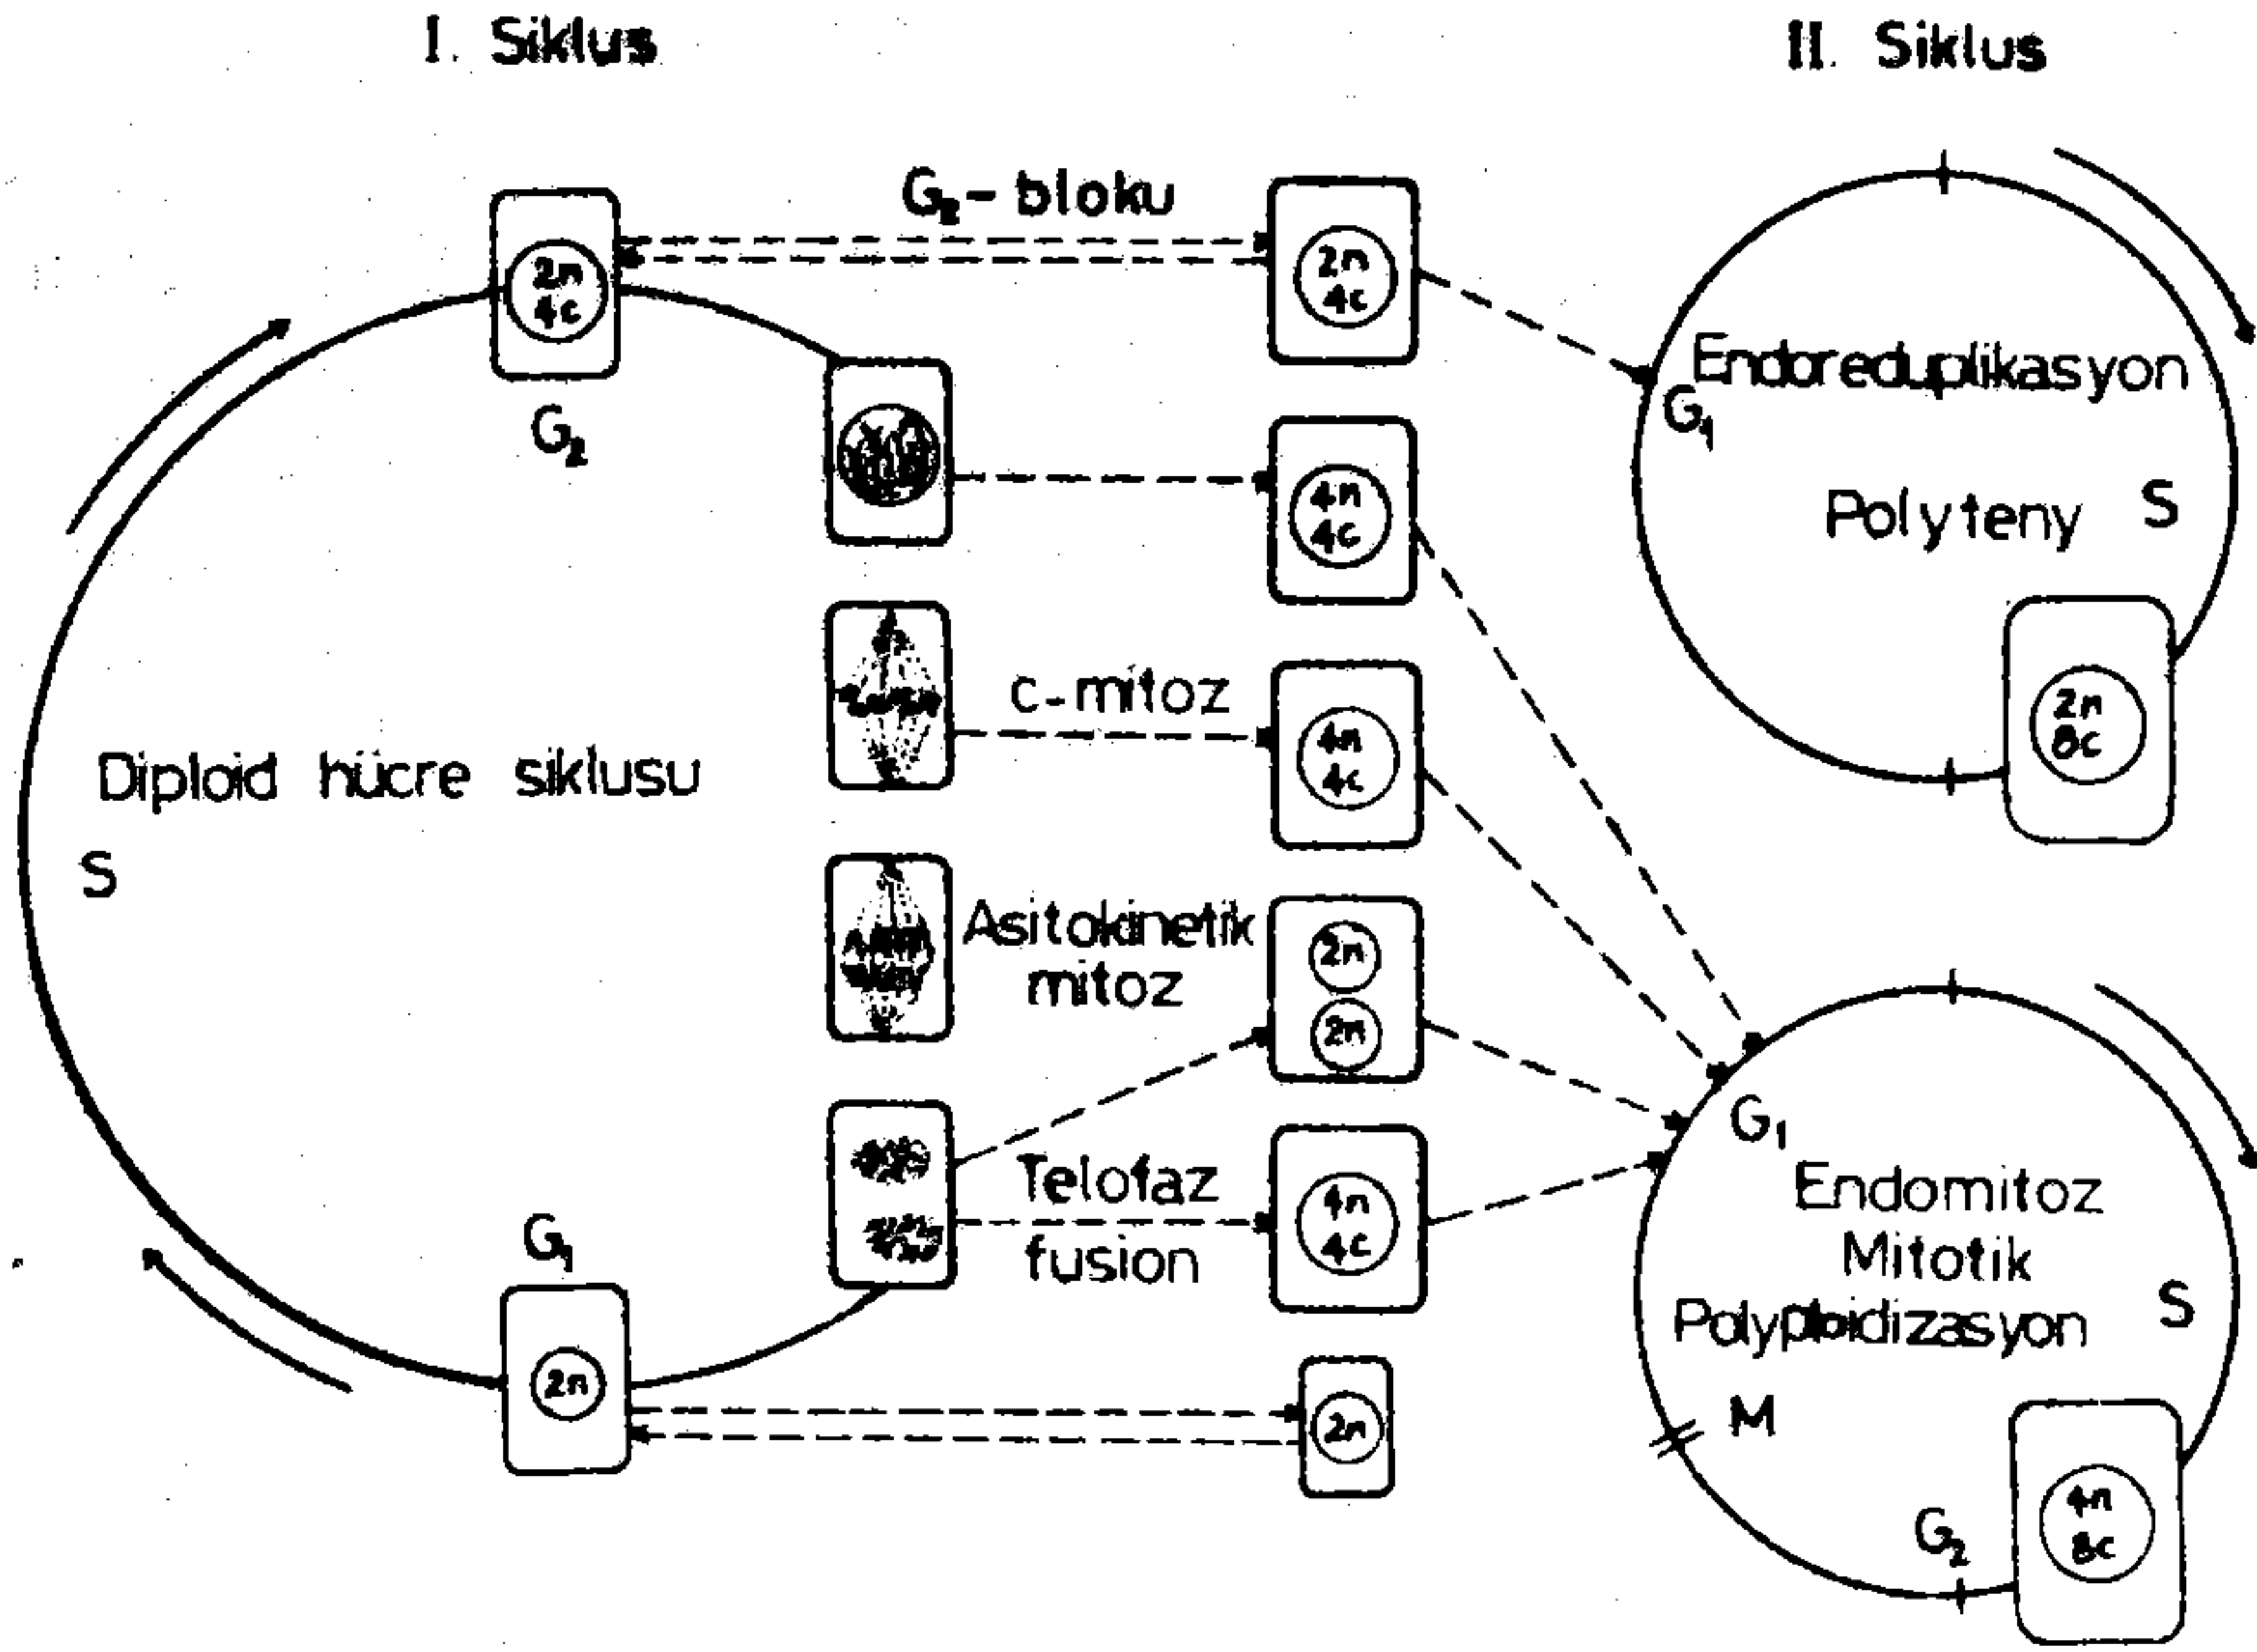 I. Siklus
II. Siklus
G₂-bloku
2n
4c
2n
4c
G₂
Endoreduplikasyon
G₁
Polyteny
S
4n
4c
2n
8c
c-mitoz
4n
4c
Diploid hücre siklusu
S
Asitokinetik
mitoz
2n
2n
G₁
Telofaz
fusion
4n
4c
Endomitoz
Mitotik
Polyploidizasyon
S
M
G₁
2n
2n
G₂
4n
8c